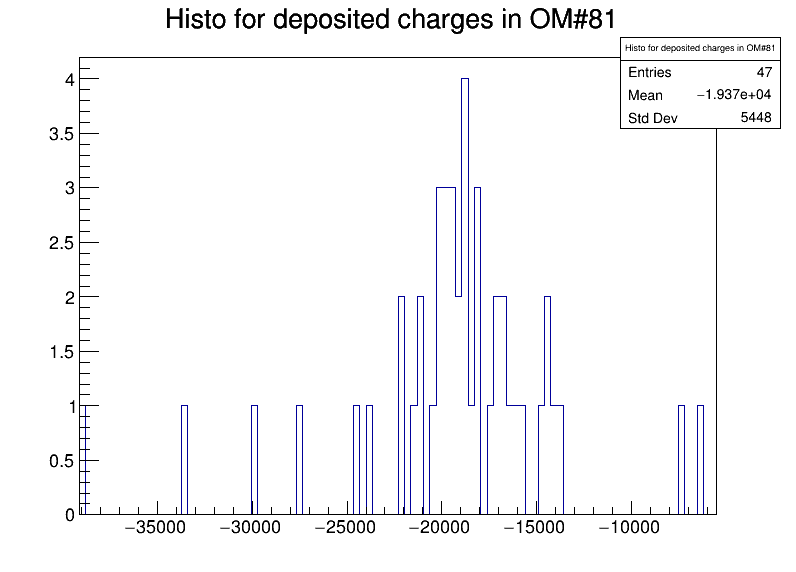 Histo for deposited charges in OM#81
Histo for deposited charges in OM#81
Entries 47
Mean −1.937e+04
Std Dev 5448
4
3.5
3
2.5
2
1.5
1
0.5
0
−35000 −30000 −25000 −20000 −15000 −10000